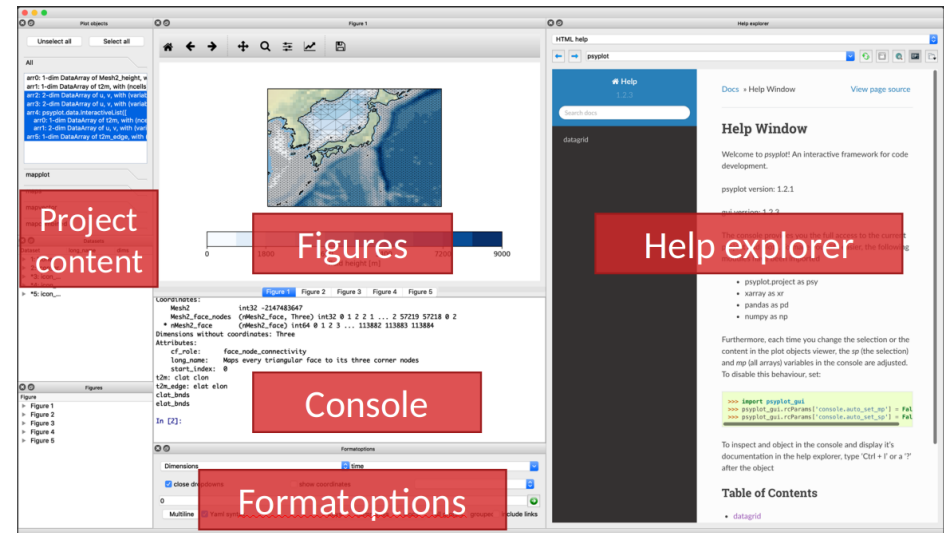 Plot objects
Figure 1
Help explorer
Unselect all
Select all
HTML help
psyplot
All
arr0: 1-dim DataArray of Mesh2_height, w
arr1: 1-dim DataArray of t2m, with (ncells
arr2: 2-dim DataArray of u, v, with (variab
arr3: 2-dim DataArray of u, v, with (variab
arr4: psyplot.data.InteractiveList([
arr0: 1-dim DataArray of t2m, with (nce
arr1: 2-dim DataArray of u, v, with (vari
arr5: 1-dim DataArray of t2m_edge, with (
mapplot
Project
content
*5: icon_...
Figures
Figure
Figure 1
Figure 2
Figure 3
Figure 4
Figure 5
Figures
0
1800
7200
9000
height [m]
Figure 1
Figure 2
Figure 3
Figure 4
Figure 5
Coordinates:
Mesh2 int32 -2147483647
Mesh2_face_nodes (nMesh2_face, Three) int32 0 1 2 2 1 ... 2 57219 57218 0 2
* nMesh2_face (nMesh2_face) int64 0 1 2 3 ... 113882 113883 113884
Dimensions without coordinates: Three
Attributes:
cf_role: face_node_connectivity
long_name: Maps every triangular face to its three corner nodes
start_index: 0
t2m: clat clon
t2m_edge: elat elon
clat_bnds
elat_bnds
In [2]:
Console
Formatoptions
Dimensions
time
close dropdowns
show coordinates
0
Multiline
include links
Formatoptions
Help
1.2.3
Search docs
datagrid
Docs » Help Window
View page source
Help Window
Welcome to psyplot! An interactive framework for code
development.
psyplot version: 1.2.1
gui version: 1.2.3
Help explorer
psyplot.project as psy
xarray as xr
pandas as pd
numpy as np
Furthermore, each time you change the selection or the
content in the plot objects viewer, the sp (the selection)
and mp (all arrays) variables in the console are adjusted.
To disable this behaviour, set:
>>> import psyplot_gui
>>> psyplot_gui.rcParams['console.auto_set_mp'] = Fal
>>> psyplot_gui.rcParams['console.auto_set_sp'] = Fal
To inspect and object in the console and display it's
documentation in the help explorer, type 'Ctrl + I' or a '?'
after the object
Table of Contents
datagrid